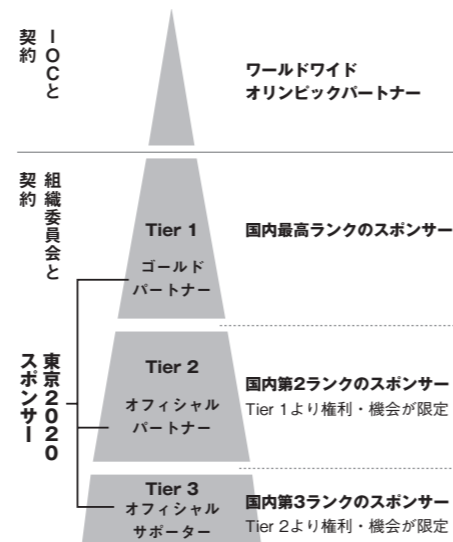 IOCと
契約
ワールドワイド
オリンピックパートナー
組織委員会と
契約
Tier 1
ゴールド
パートナー
国内最高ランクのスポンサー
東京2020
スポンサー
Tier 2
オフィシャル
パートナー
国内第2ランクのスポンサー
Tier 1より権利・機会が限定
Tier 3
オフィシャル
サポーター
国内第3ランクのスポンサー
Tier 2より権利・機会が限定